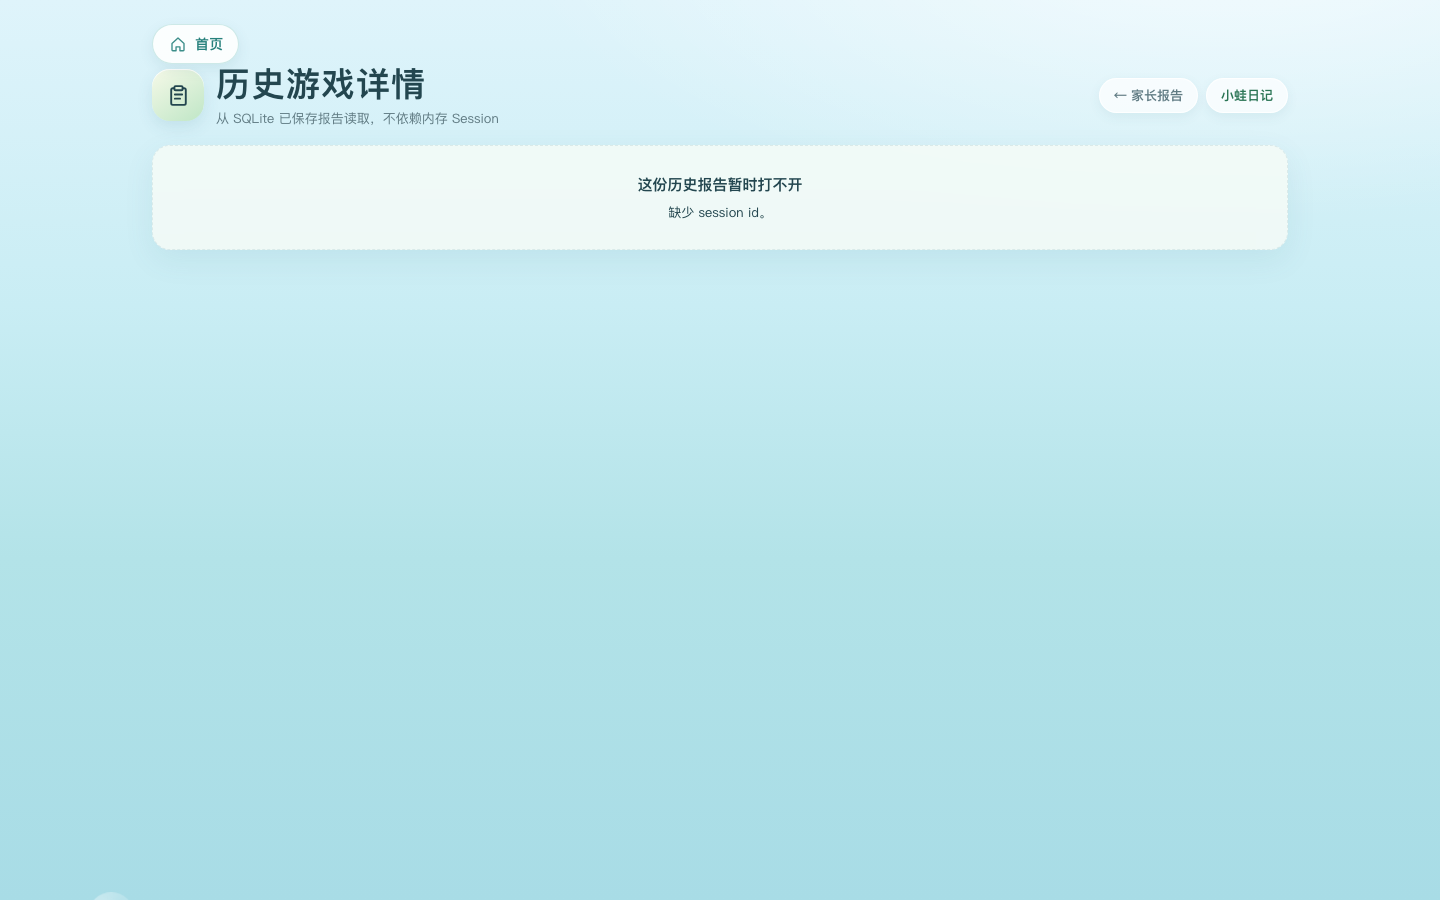 首页
历史游戏详情
从 SQLite 已保存报告读取，不依赖内存 Session
← 家长报告
小蛙日记
这份历史报告暂时打不开
缺少 session id。